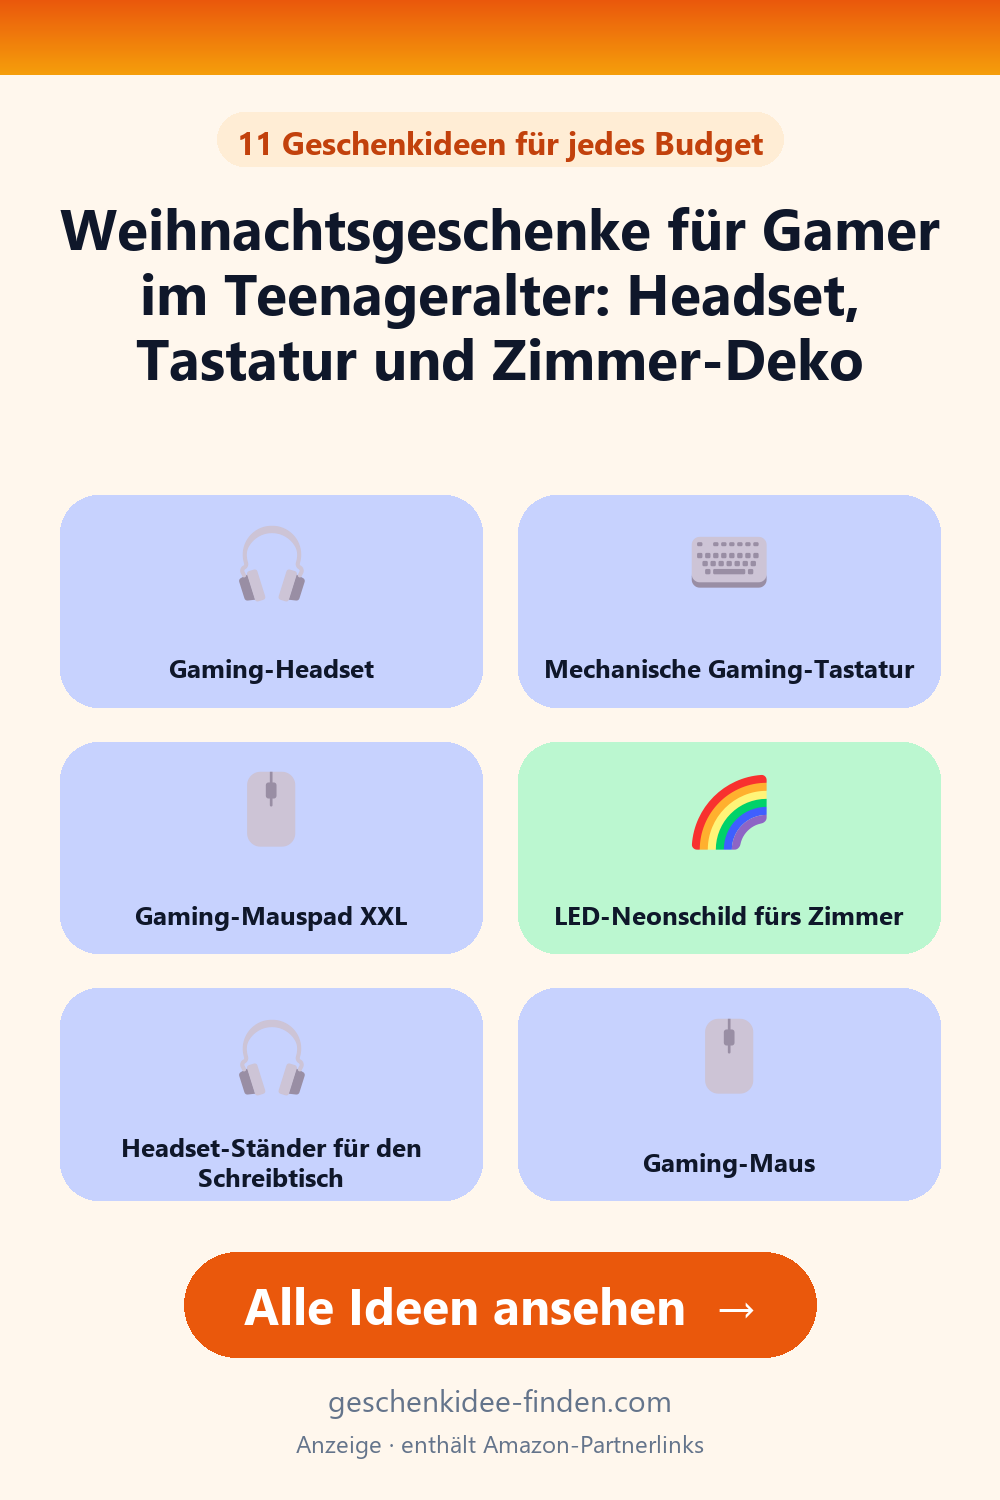 11 Geschenkideen für jedes Budget
Weihnachtsgeschenke für Gamer
im Teenageralter: Headset,
Tastatur und Zimmer-Deko
Gaming-Headset
Mechanische Gaming-Tastatur
Gaming-Mauspad XXL
LED-Neonschild fürs Zimmer
Headset-Ständer für den
Schreibtisch
Gaming-Maus
Alle Ideen ansehen →
geschenkidee-finden.com
Anzeige · enthält Amazon-Partnerlinks